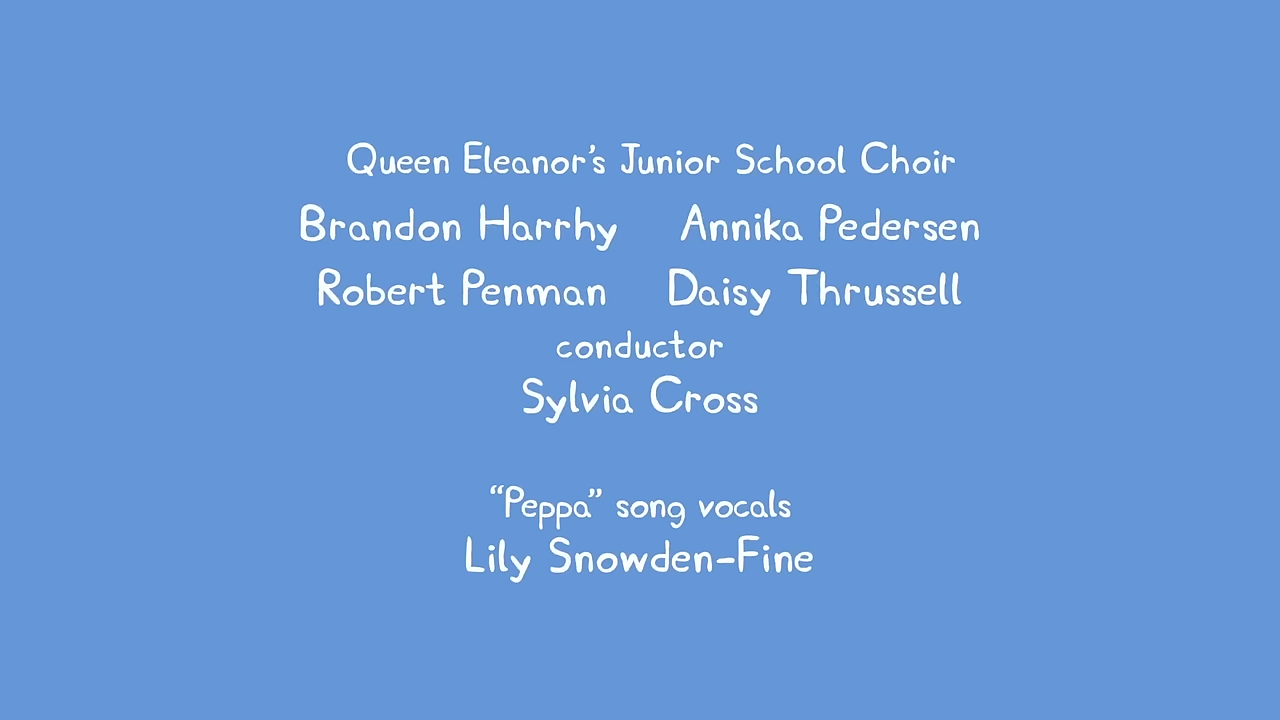 Queen Eleanor’s Junior School Choir
Brandon Harrhy Annika Pedersen
Robert Penman Daisy Thrussell
conductor
Sylvia Cross
“Peppa” song vocals
Lily Snowden-Fine